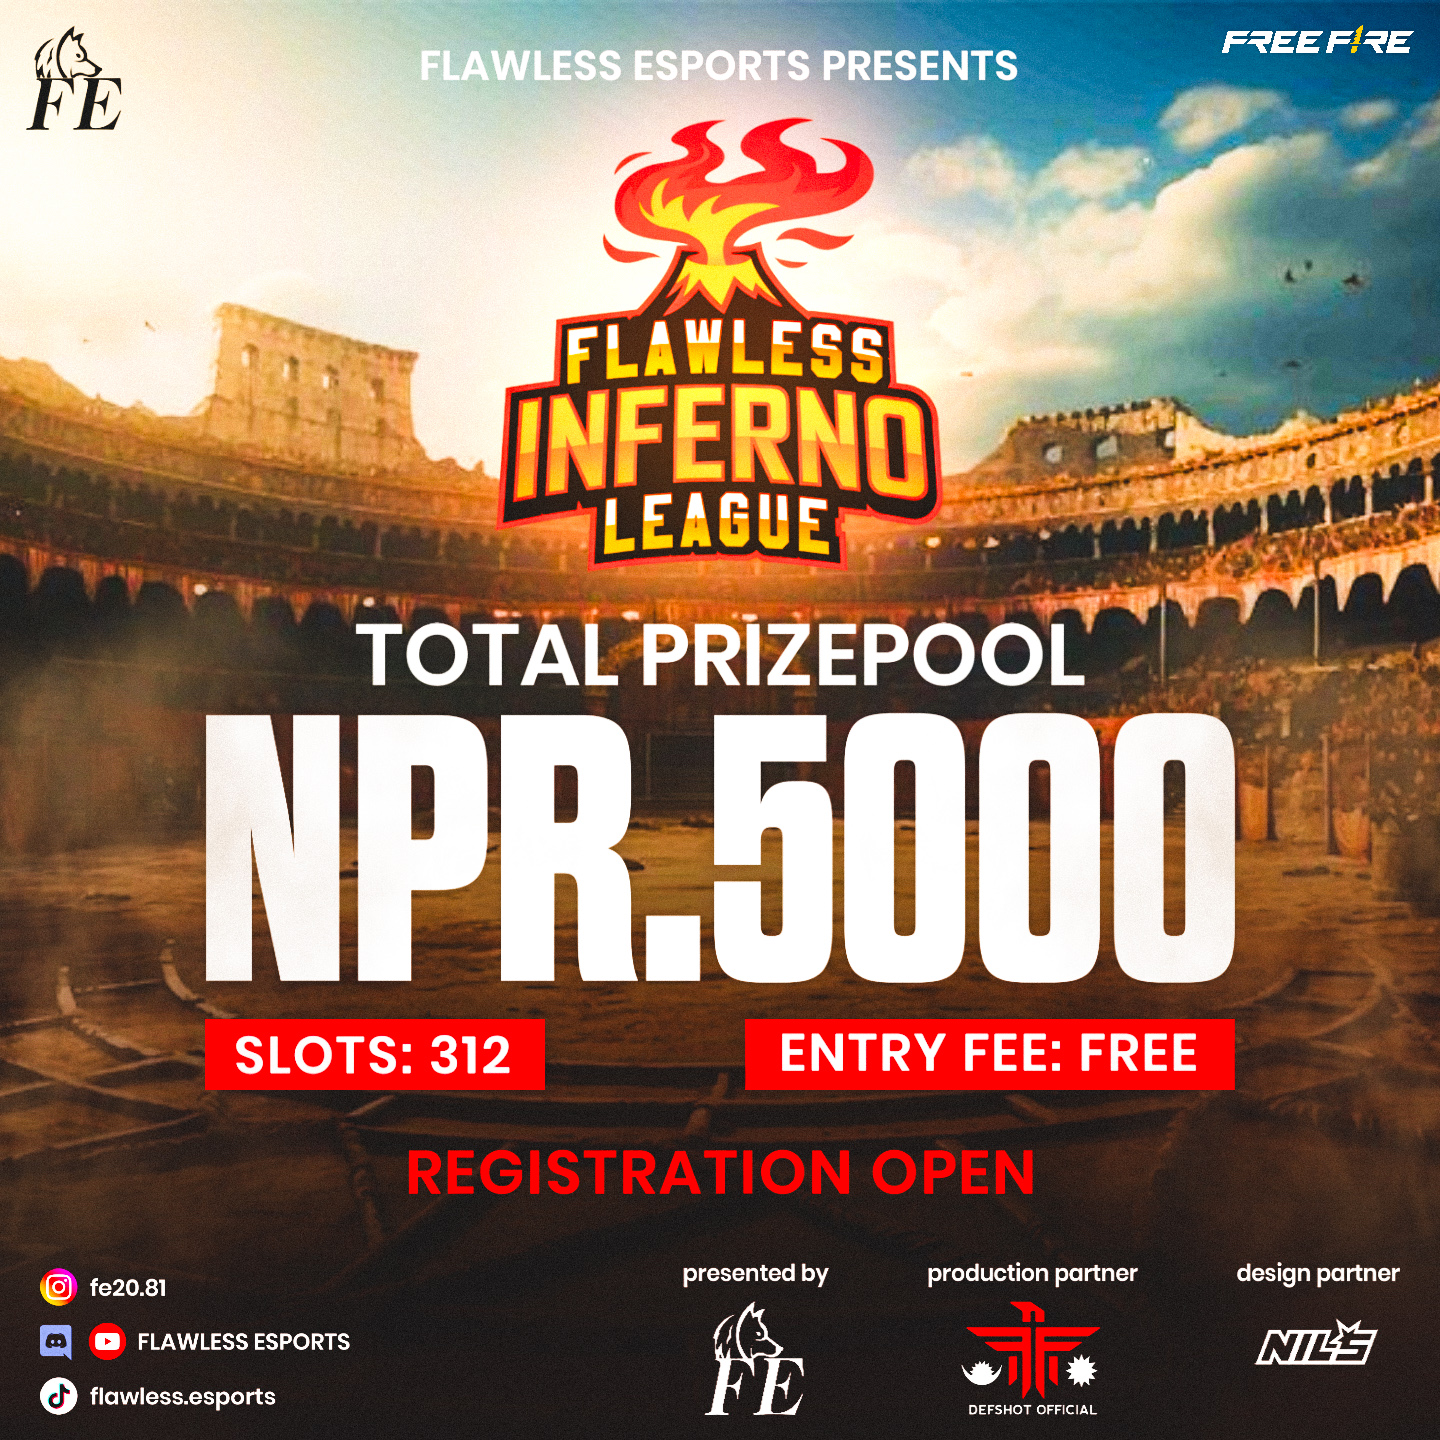 FE
FLAWLESS ESPORTS PRESENTS
FREE FIRE
FLAWLESS
INFERNO
LEAGUE
TOTAL PRIZEPOOL
NPR.5000
SLOTS: 312
ENTRY FEE: FREE
REGISTRATION OPEN
fe20.81
FLAWLESS ESPORTS
flawless.esports
presented by
FE
production partner
DEFSHOT OFFICIAL
design partner
NILS